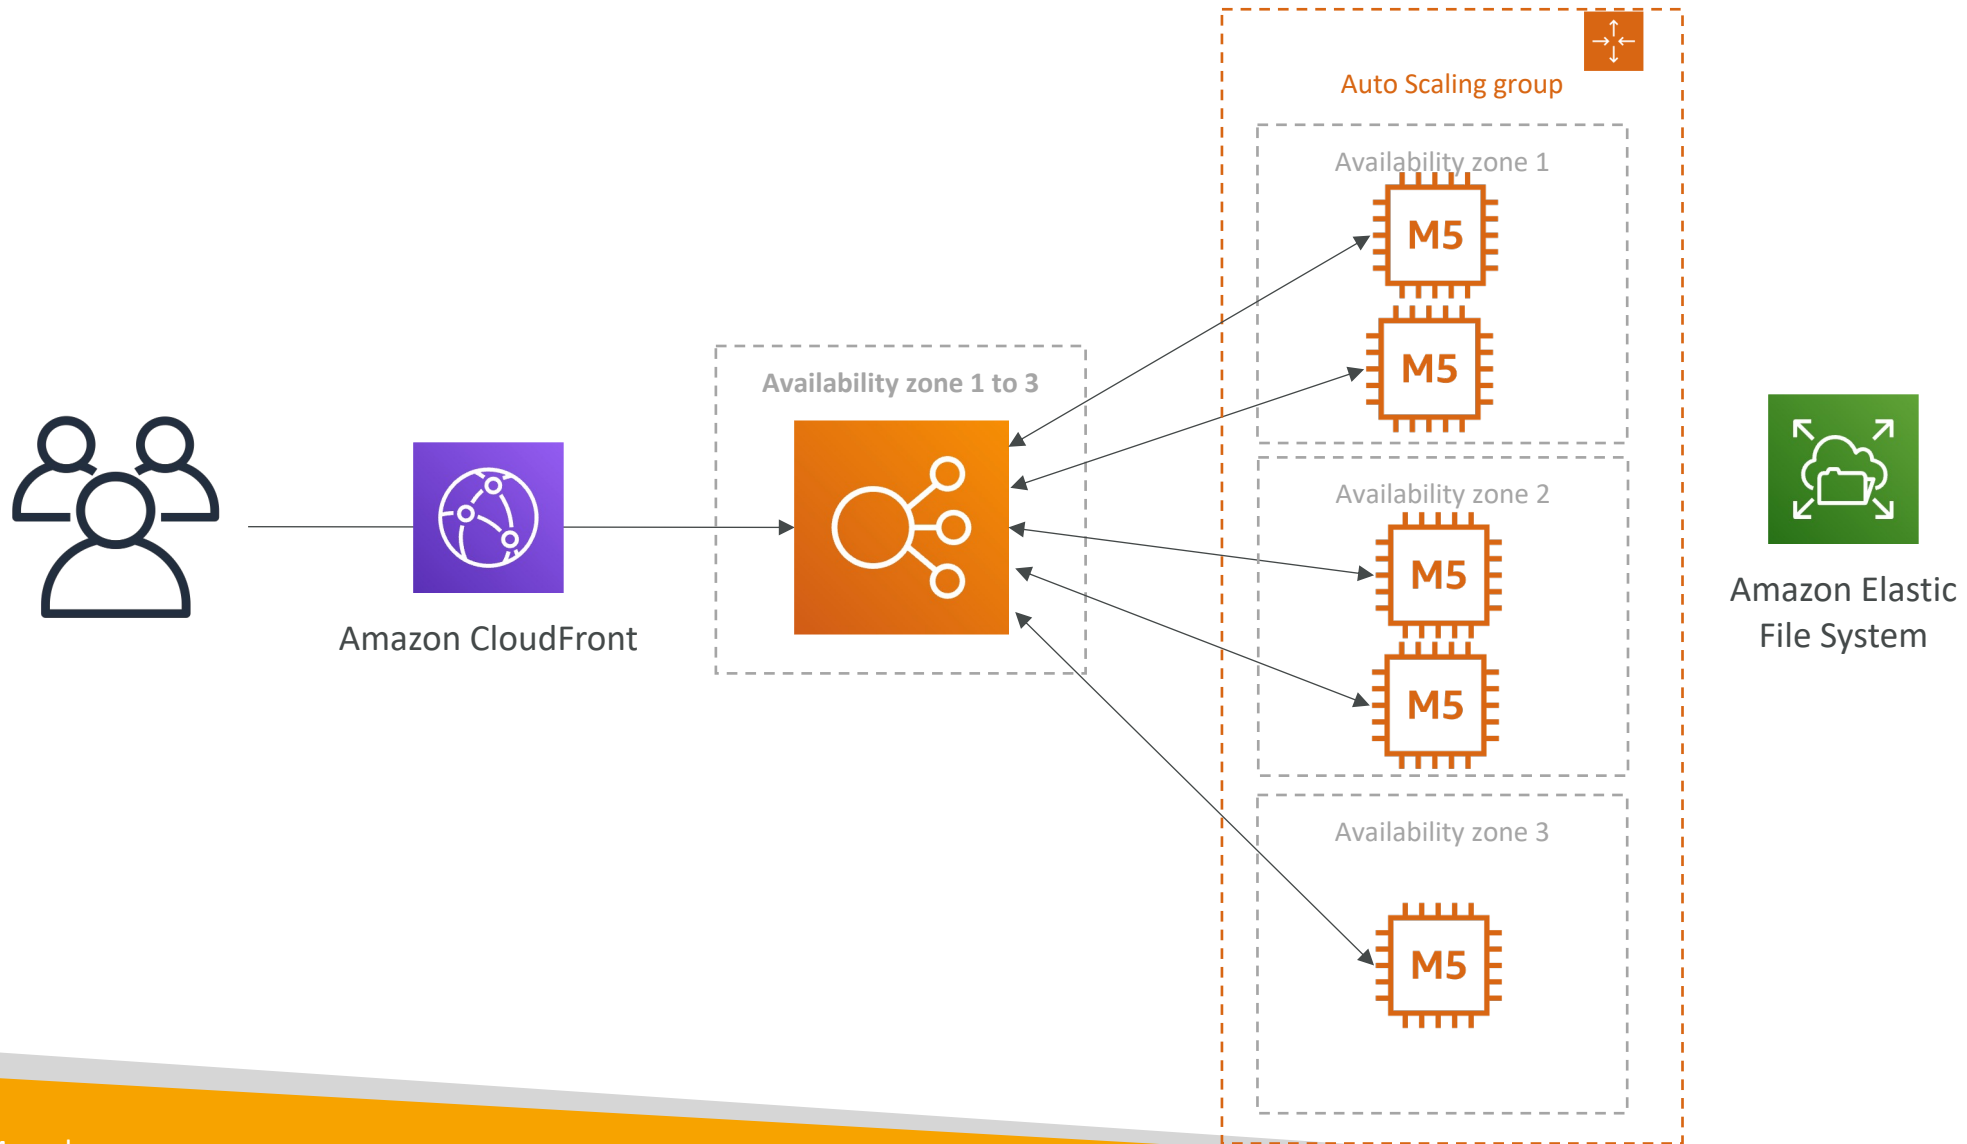 Auto Scaling group
Availability zone 1
M5
M5
Availability zone 1 to 3
Availability zone 2
M5
M5
Amazon CloudFront
Amazon Elastic
File System
Availability zone 3
M5